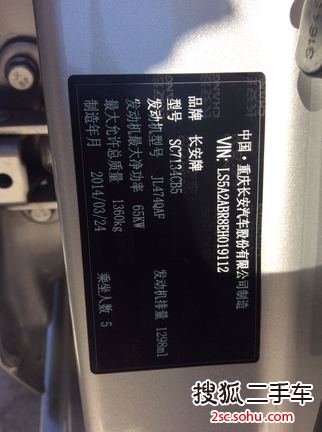 中国·重庆长安汽车股份有限公司制造
VIN: LS5A2ABR8EH019112
品牌 长安牌
型号 SC7134CB5
发动机型号 JL474QAF 发动机排量 1298ml
发动机最大净功率 65KW
最大允许总质量 1360kg 乘坐人数 5
制造年月 2014/03/24
搜狐二手车
2sc.sohu.com